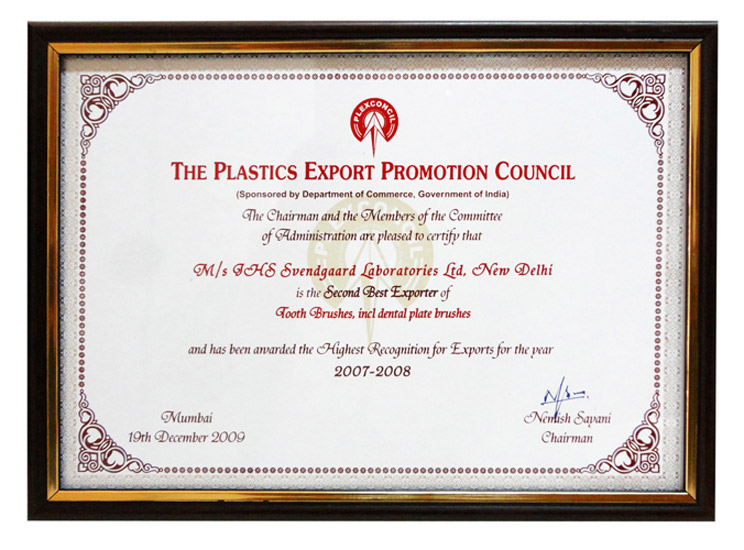 PLEXCONCIL
THE PLASTICS EXPORT PROMOTION COUNCIL
(Sponsored by Department of Commerce, Government of India)
The Chairman and the Members of the Committee
of Administration are pleased to certify that
M/s JHS Svendgaard Laboratories Ltd, New Delhi
is the Second Best Exporter of
Tooth Brushes, incl dental plate brushes
and has been awarded the Highest Recognition for Exports for the year
2007-2008
Mumbai
19th December 2009
Nemish Sayani
Chairman